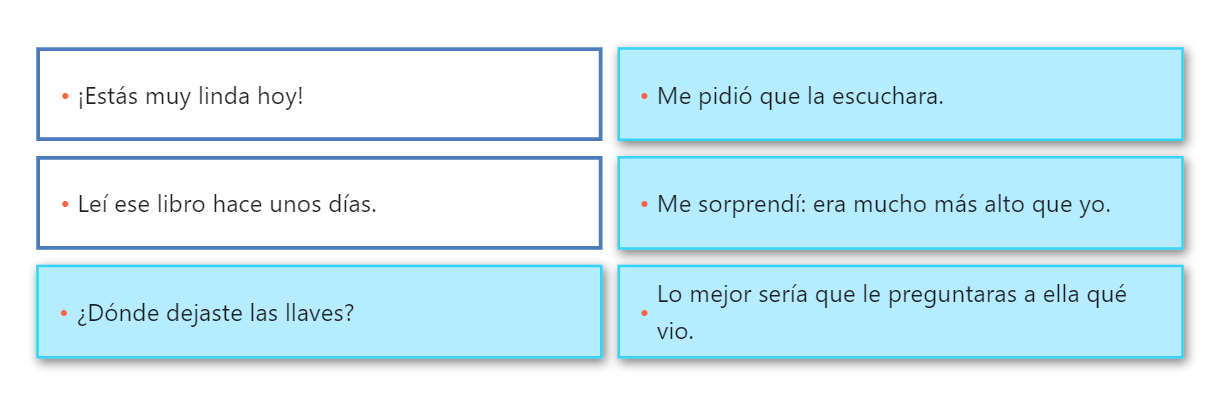 • ¡Estás muy linda hoy!
• Me pidió que la escuchara.
• Leí ese libro hace unos días.
• Me sorprendí: era mucho más alto que yo.
• ¿Dónde dejaste las llaves?
• Lo mejor sería que le preguntaras a ella qué
vio.